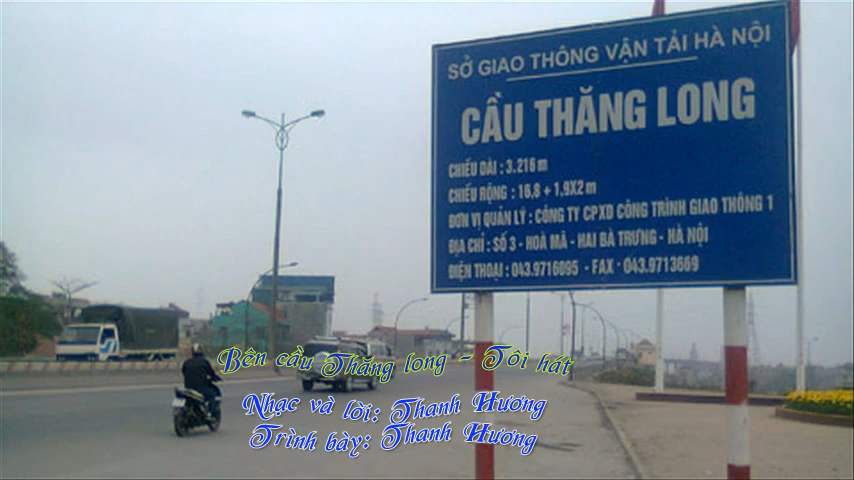 SỞ GIAO THÔNG VẬN TẢI HÀ NỘI
CẦU THĂNG LONG
CHIỀU DÀI : 3.216 m
CHIỀU RỘNG : 16,8 + 1,9X2 m
ĐƠN VỊ QUẢN LÝ : CÔNG TY CPXD CÔNG TRÌNH GIAO THÔNG 1
ĐỊA CHỈ : SỐ 3 - HOÀ MÃ - HAI BÀ TRƯNG - HÀ NỘI
ĐIỆN THOẠI : 043.9716095 - FAX - 043.9713669
Bên cầu Thăng long - Tôi hát
Nhạc và lời: Thanh Hương
Trình bày: Thanh Hương